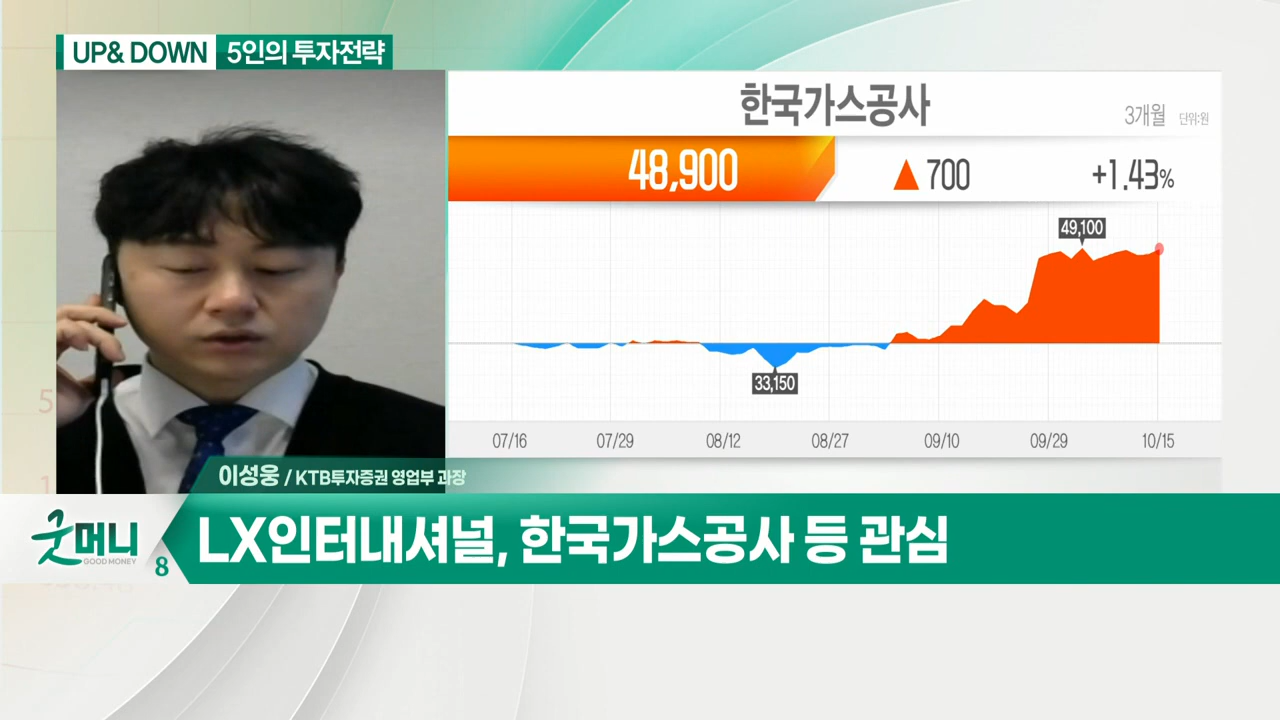 UP& DOWN 5인의 투자전략
한국가스공사
3개월 단위:원
48,900 ▲ 700 +1.43%
49,100
33,150
07/16 07/29 08/12 08/27 09/10 09/29 10/15
이성웅 / KTB투자증권 영업부 과장
굿머니
GOOD MONEY
8
LX인터내셔널, 한국가스공사 등 관심
5
1